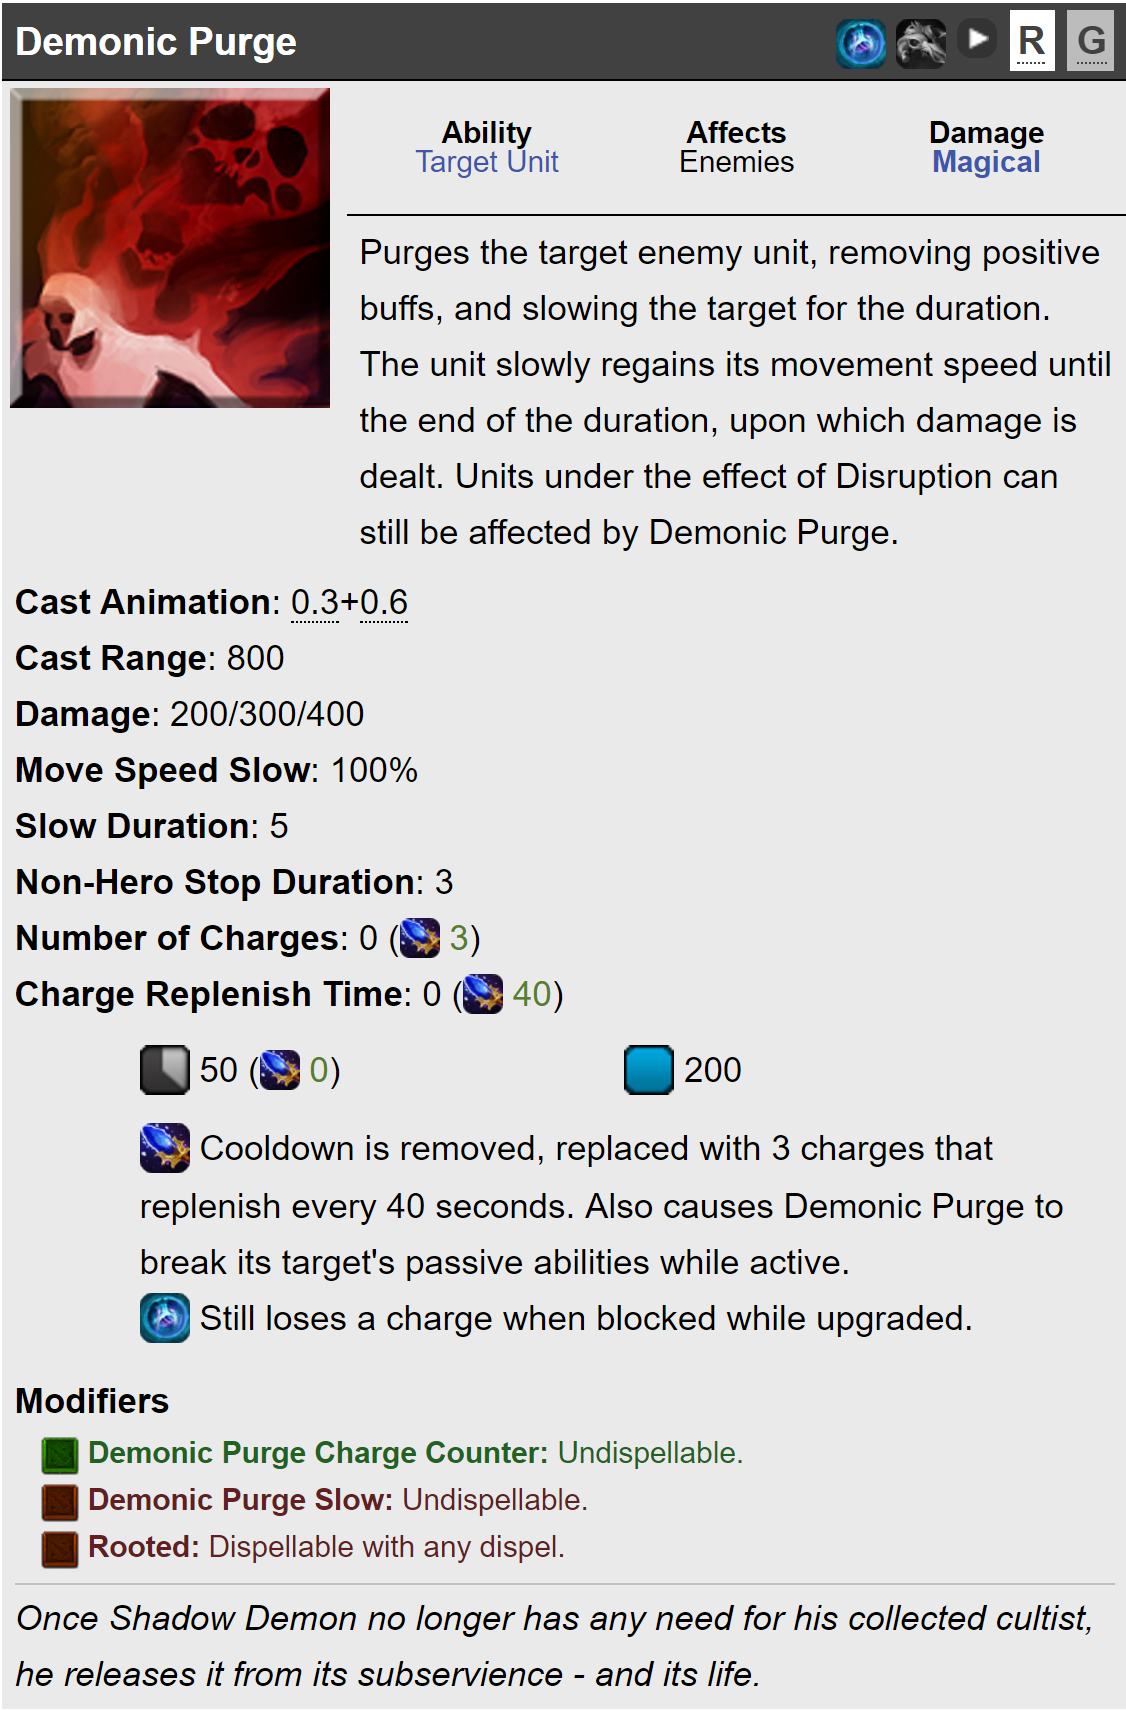 Demonic Purge R G
Ability Affects Damage
Target Unit Enemies Magical
Purges the target enemy unit, removing positive
buffs, and slowing the target for the duration.
The unit slowly regains its movement speed until
the end of the duration, upon which damage is
dealt. Units under the effect of Disruption can
still be affected by Demonic Purge.
Cast Animation: 0.3+0.6
Cast Range: 800
Damage: 200/300/400
Move Speed Slow: 100%
Slow Duration: 5
Non-Hero Stop Duration: 3
Number of Charges: 0 ( 3)
Charge Replenish Time: 0 ( 40)
50 ( 0) 200
Cooldown is removed, replaced with 3 charges that
replenish every 40 seconds. Also causes Demonic Purge to
break its target's passive abilities while active.
Still loses a charge when blocked while upgraded.
Modifiers
Demonic Purge Charge Counter: Undispellable.
Demonic Purge Slow: Undispellable.
Rooted: Dispellable with any dispel.
Once Shadow Demon no longer has any need for his collected cultist,
he releases it from its subservience - and its life.